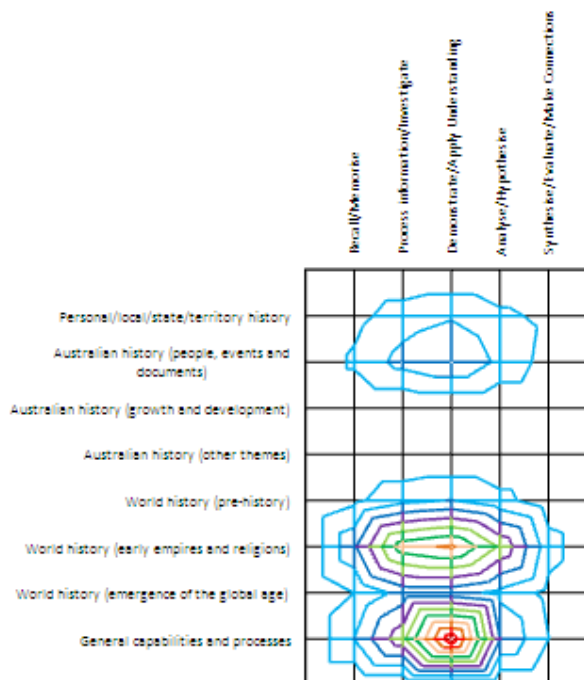 Recall/Memorise
Process information/Investigate
Demonstrate/Apply Understanding
Analyse/Hypothesise
Synthesise/Evaluate/Make Connections
Personal/local/state/territory history
Australian history (people, events and
documents)
Australian history (growth and development)
Australian history (other themes)
World history (pre-history)
World history (early empires and religions)
World history (emergence of the global age)
General capabilities and processes